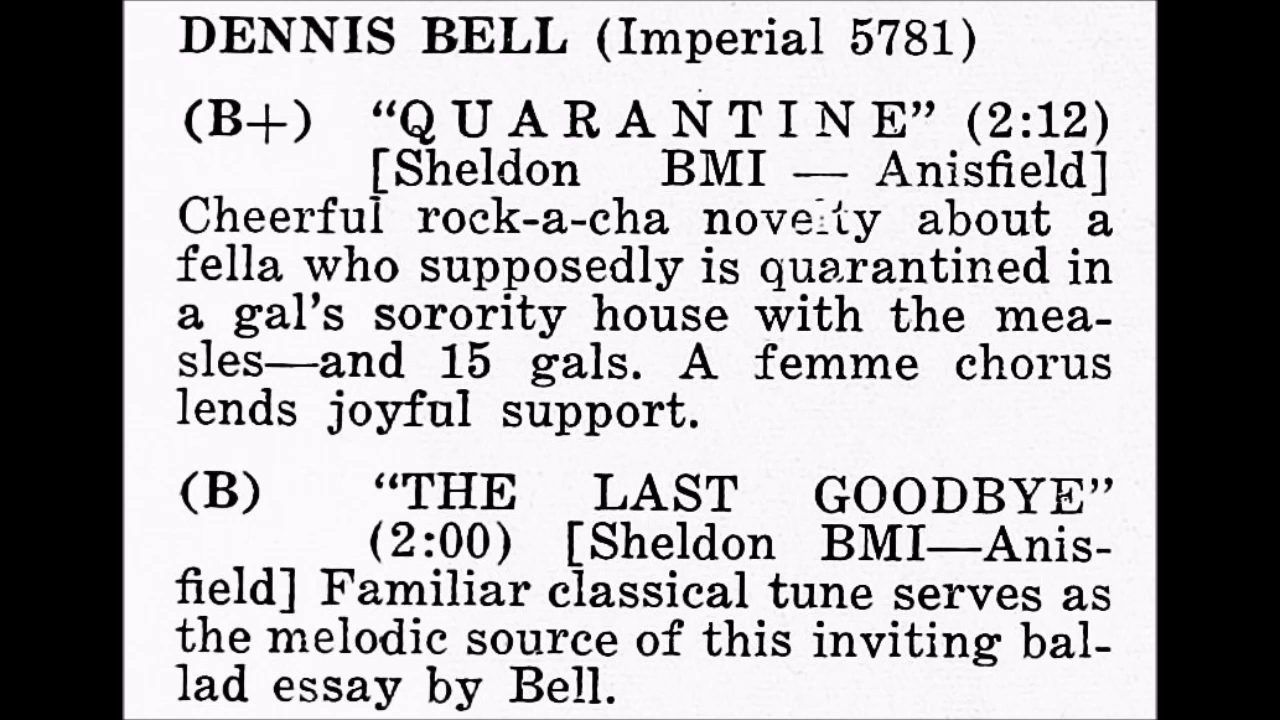 DENNIS BELL (Imperial 5781)
(B+) “QUARANTINE” (2:12)
[Sheldon BMI — Anisfield]
Cheerful rock-a-cha novelty about a
fella who supposedly is quarantined in
a gal’s sorority house with the mea-
sles—and 15 gals. A femme chorus
lends joyful support.
(B) “THE LAST GOODBYE”
(2:00) [Sheldon BMI—Anis-
field] Familiar classical tune serves as
the melodic source of this inviting bal-
lad essay by Bell.